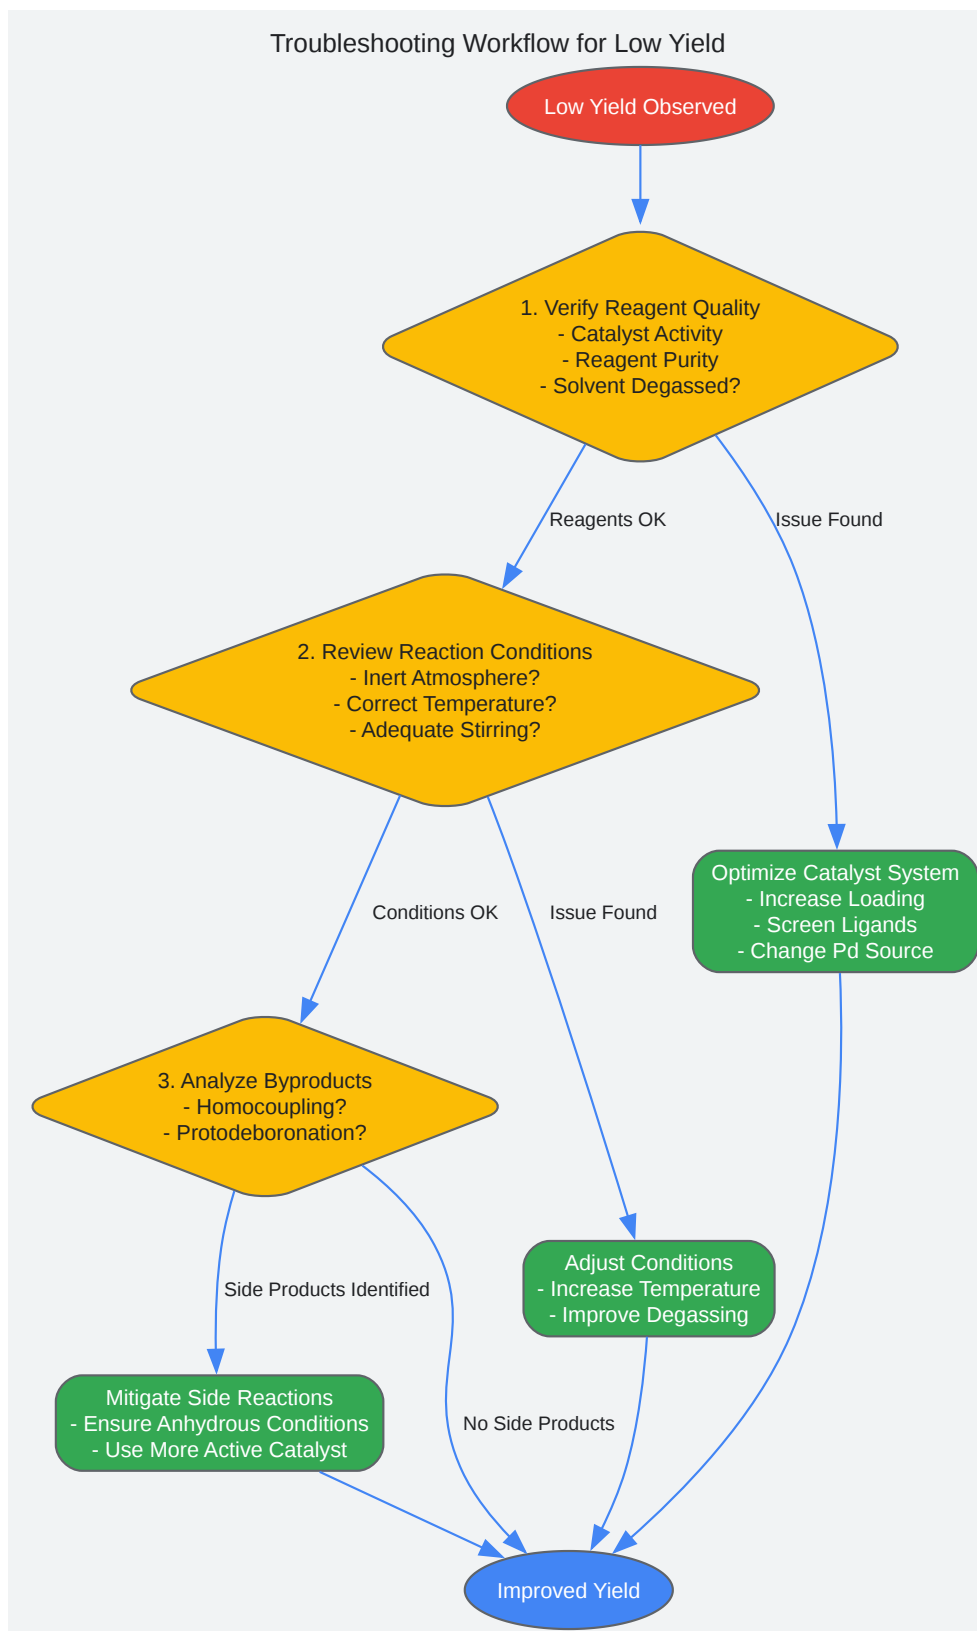 Troubleshooting Workflow for Low Yield
Low Yield Observed
1. Verify Reagent Quality
- Catalyst Activity
- Reagent Purity
- Solvent Degassed?
Reagents OK
Issue Found
2. Review Reaction Conditions
- Inert Atmosphere?
- Correct Temperature?
- Adequate Stirring?
Optimize Catalyst System
- Increase Loading
- Screen Ligands
- Change Pd Source
Conditions OK
Issue Found
3. Analyze Byproducts
- Homocoupling?
- Protodeboronation?
Adjust Conditions
- Increase Temperature
- Improve Degassing
Side Products Identified
Mitigate Side Reactions
- Ensure Anhydrous Conditions
- Use More Active Catalyst
No Side Products
Improved Yield